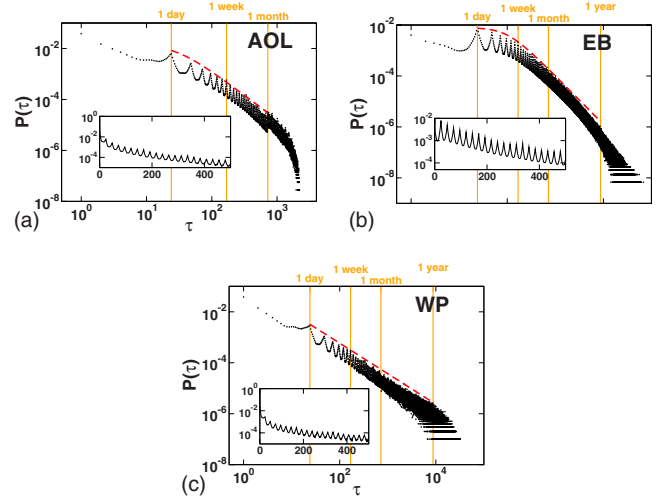 1 week
1 day
1 month
AOL
10^-2
10^-4
10^-6
10^-8
P(τ)
10^0
10^-2
10^-4
0
200
400
10^0
10^1
10^2
10^3
τ
(a)
1 year
1 week
1 day
1 month
EB
10^-2
10^-4
10^-6
10^-8
P(τ)
10^-1
10^-3
10^-4
0
200
400
(b)
1 week
1 year
1 day
1 month
WP
10^-2
10^-4
10^-6
10^-8
P(τ)
10^0
10^-2
10^-4
0
200
400
10^0
10^2
10^4
τ
(c)